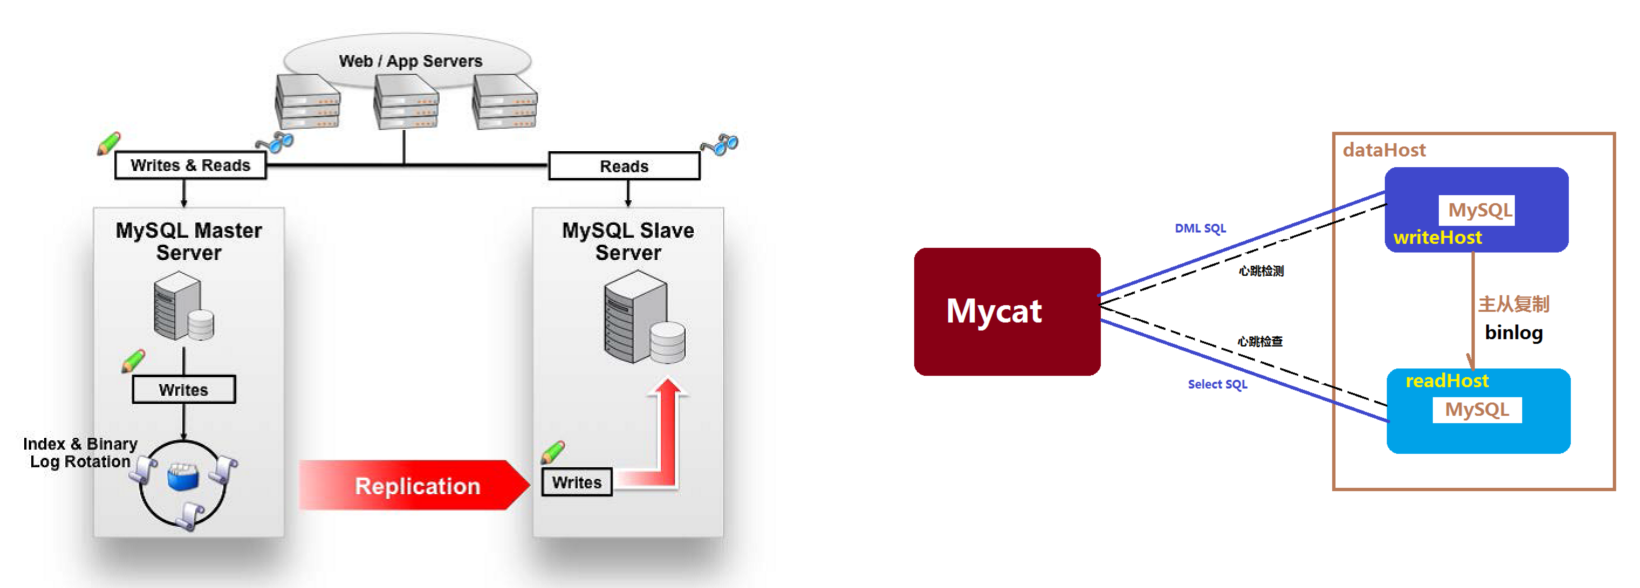 Web / App Servers
Writes & Reads
Reads
MySQL Master
Server
MySQL Slave
Server
Writes
Index & Binary
Log Rotation
Replication
Writes
dataHost
MySQL
writeHost
DML SQL
心跳检测
Mycat
主从复制
binlog
心跳检查
Select SQL
readHost
MySQL